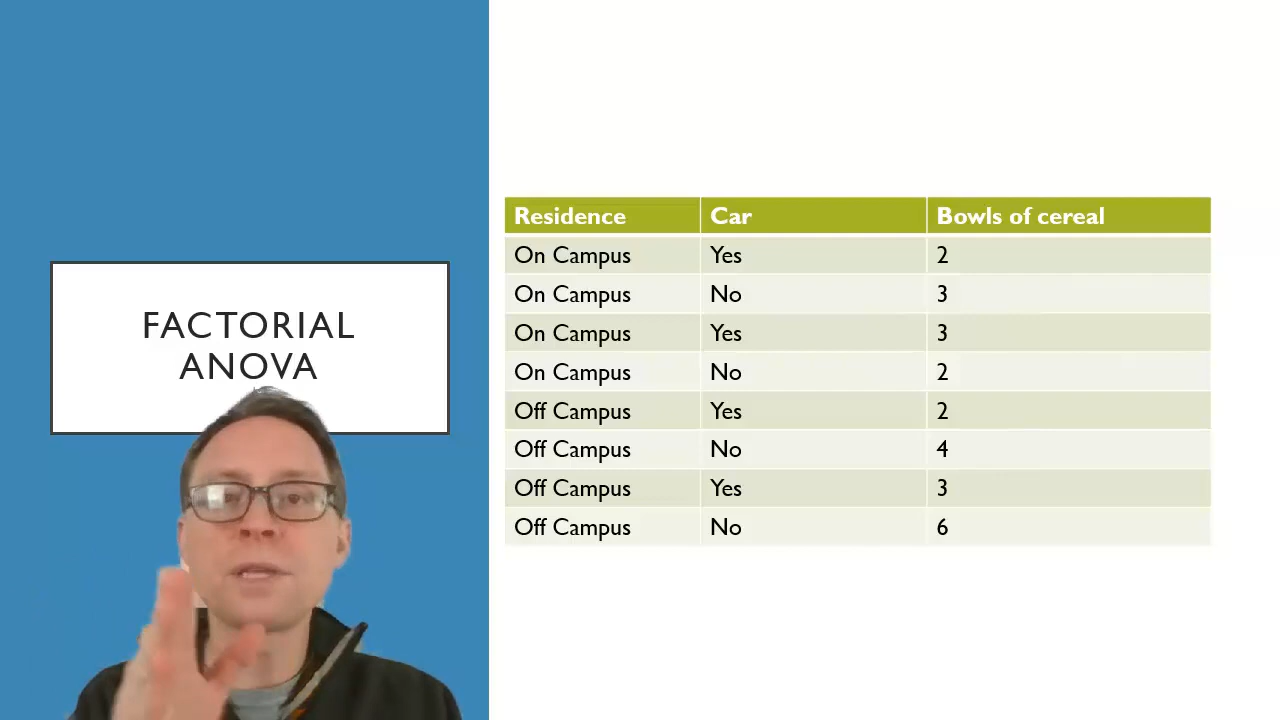 FACTORIAL
ANOVA
Residence Car Bowls of cereal
On Campus Yes 2
On Campus No 3
On Campus Yes 3
On Campus No 2
Off Campus Yes 2
Off Campus No 4
Off Campus Yes 3
Off Campus No 6